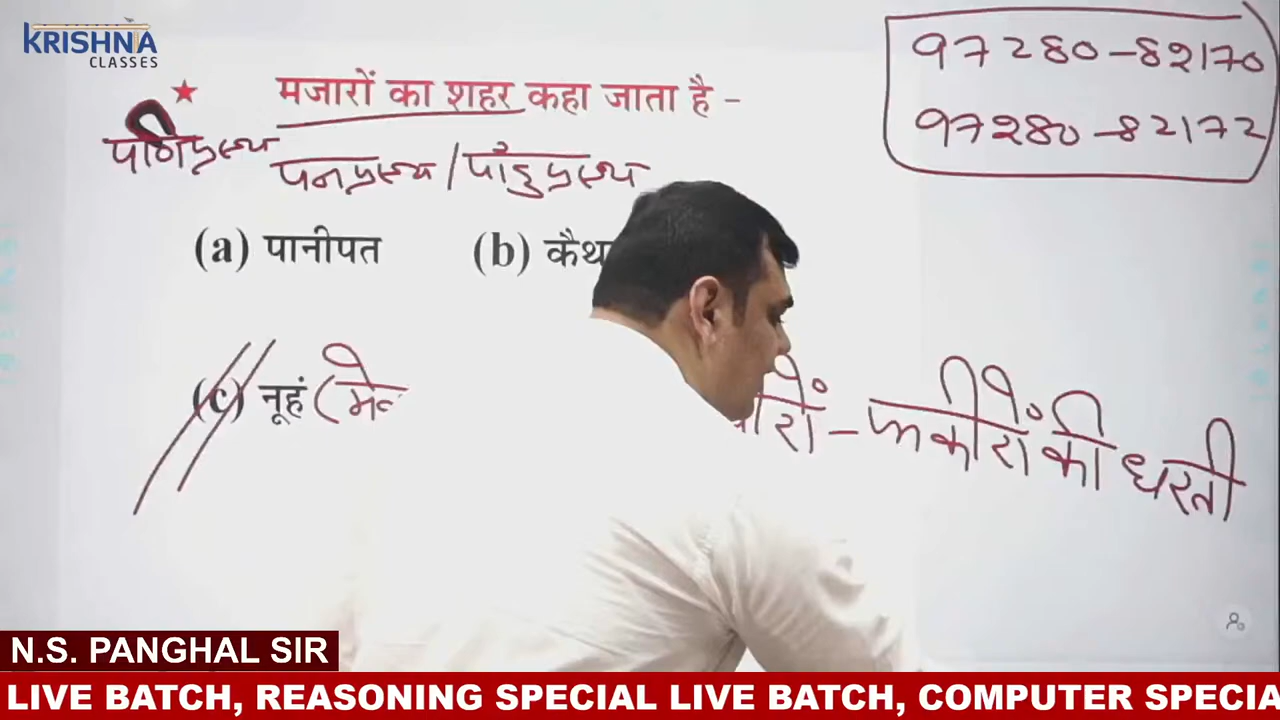 KRISHNA
CLASSES
97280-82170
97280-82172
★ मजारों का शहर कहा जाता है -
पणिप्रस्थ
पनप्रस्थ / पांडुप्रस्थ
(a) पानीपत (b)
(c) नूहं
फकीरों की धरती
N.S. PANGHAL SIR
LIVE BATCH, REASONING SPECIAL LIVE BATCH, COMPUTER